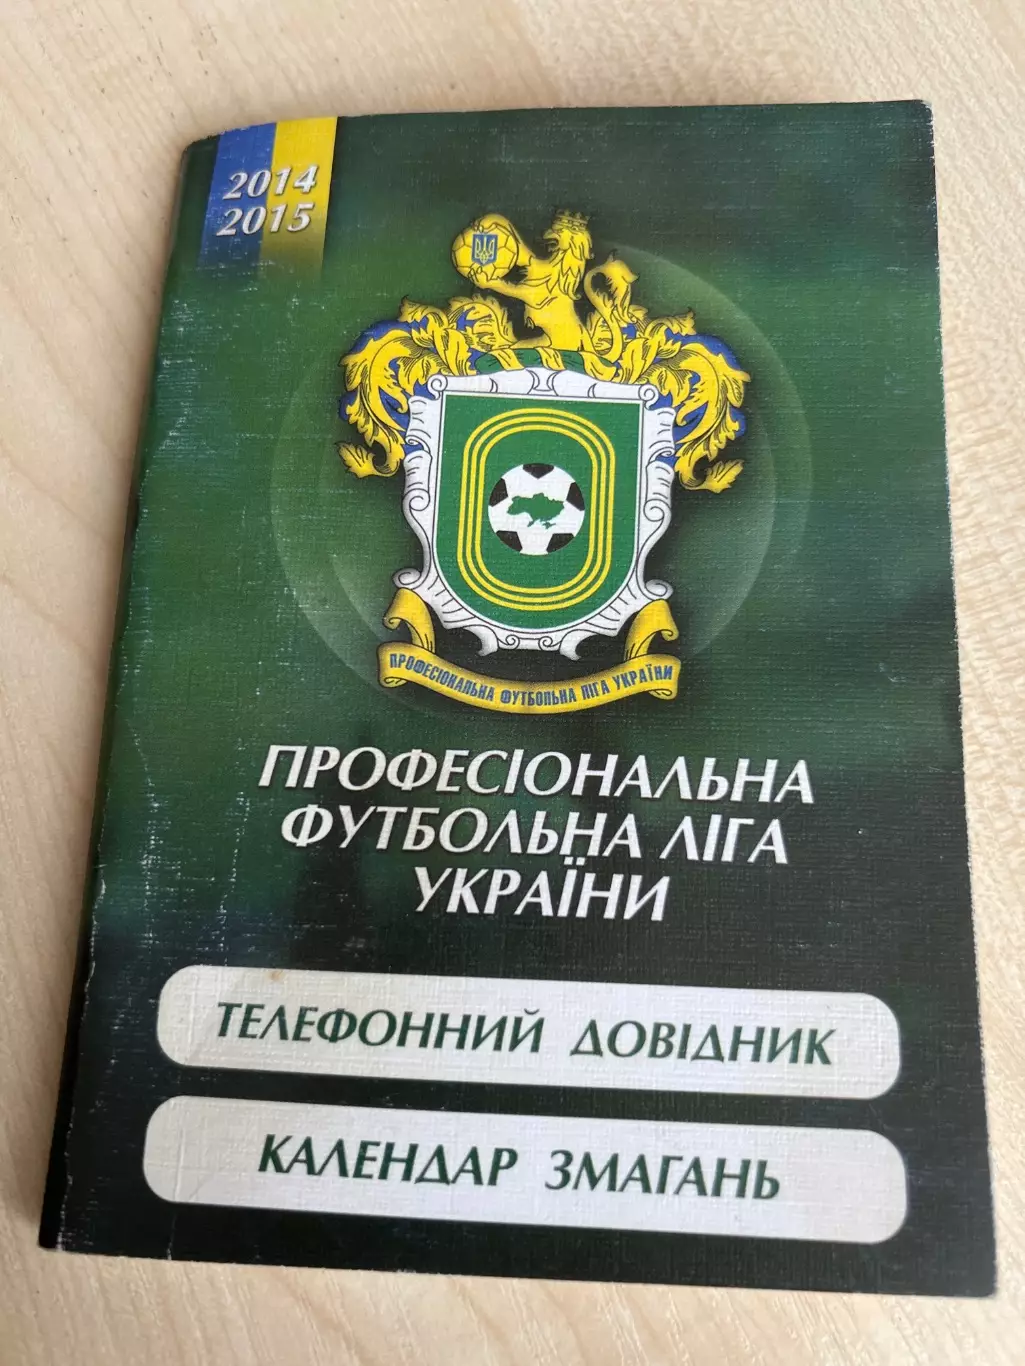 2014
2015
ПРОФЕСІОНАЛЬНА ФУТБОЛЬНА ЛІГА УКРАЇНИ
ПРОФЕСІОНАЛЬНА
ФУТБОЛЬНА ЛІГА
УКРАЇНИ
ТЕЛЕФОННИЙ ДОВІДНИК
КАЛЕНДАР ЗМАГАНЬ